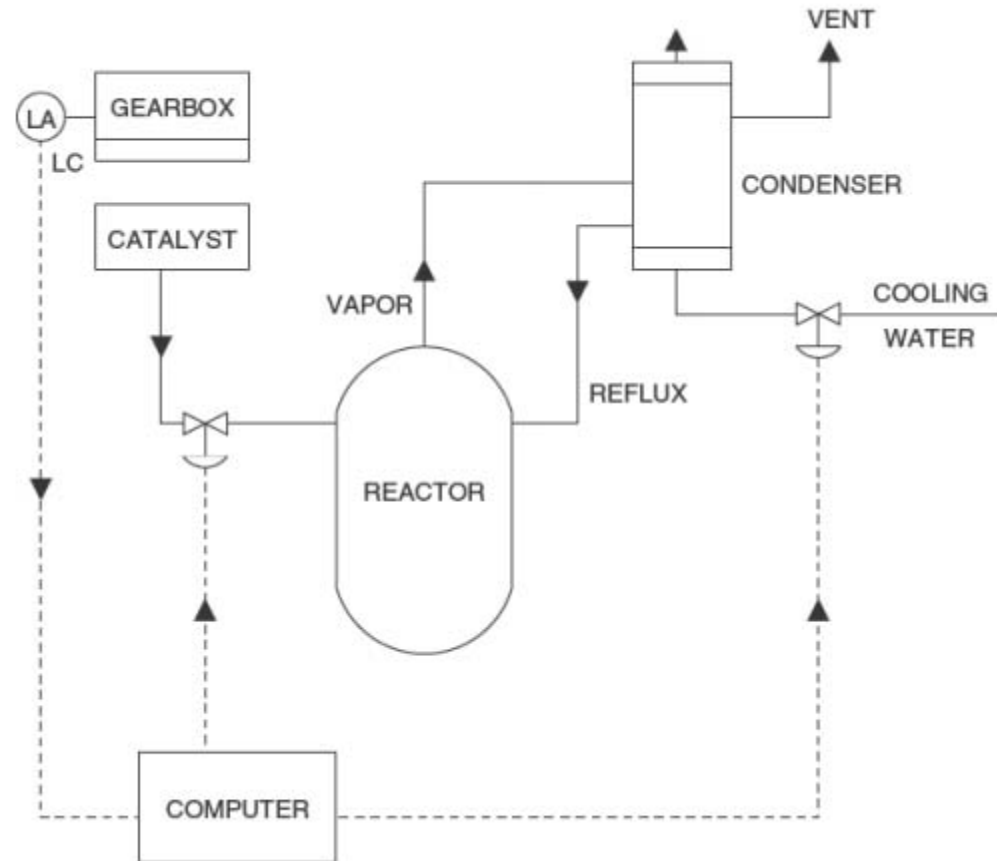 VENT
LA
GEARBOX
LC
CONDENSER
CATALYST
VAPOR
COOLING
WATER
REFLUX
REACTOR
COMPUTER